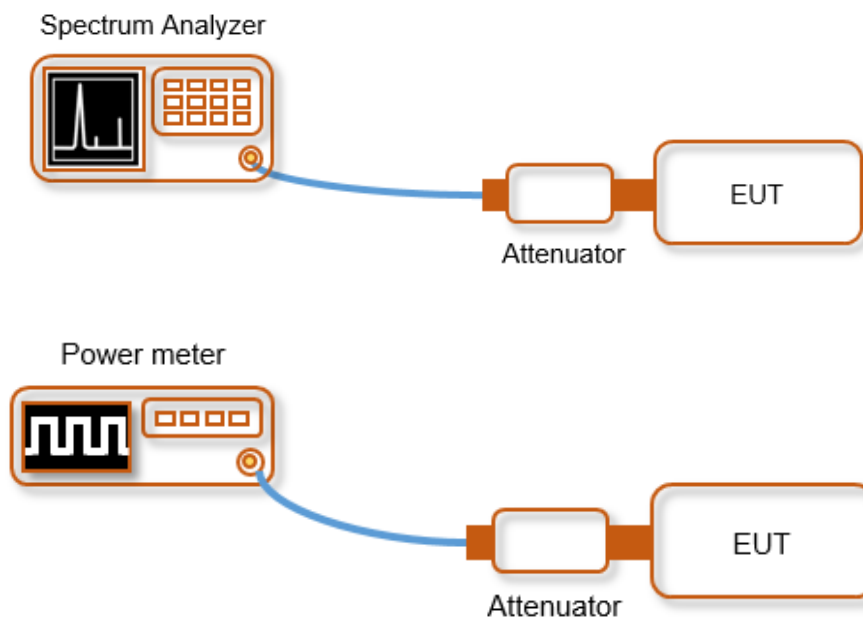 Spectrum Analyzer
EUT
Attenuator
Power meter
EUT
Attenuator